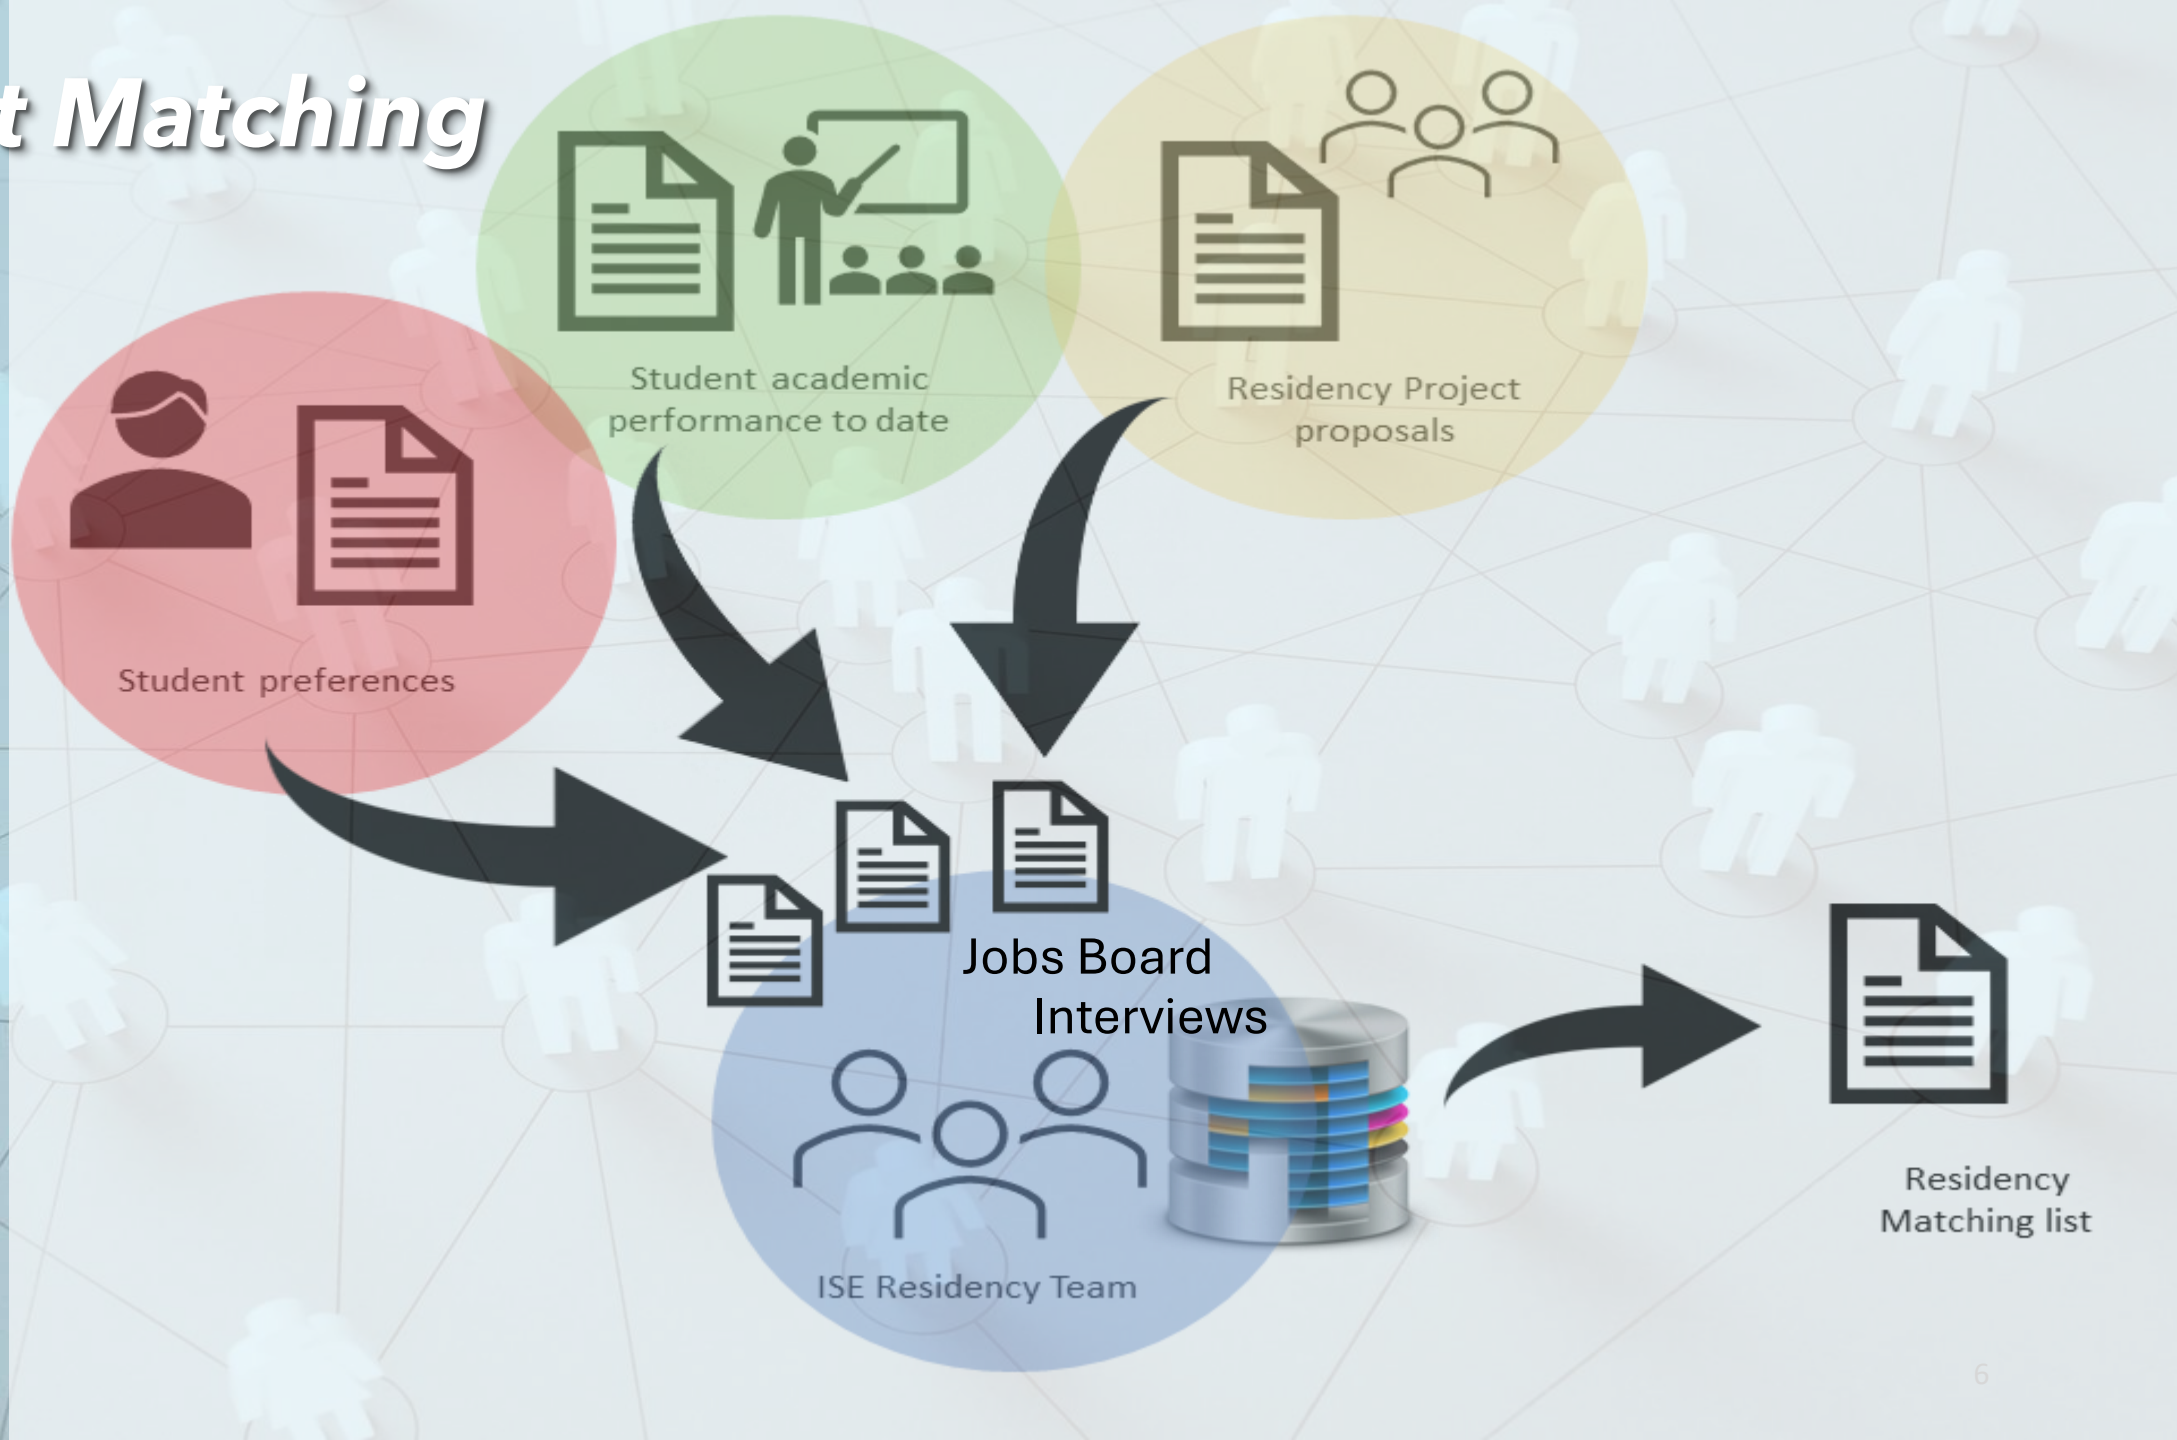 t Matching
Student academic
performance to date
Residency Project
proposals
Student preferences
Jobs Board
Interviews
ISE Residency Team
Residency
Matching list
6